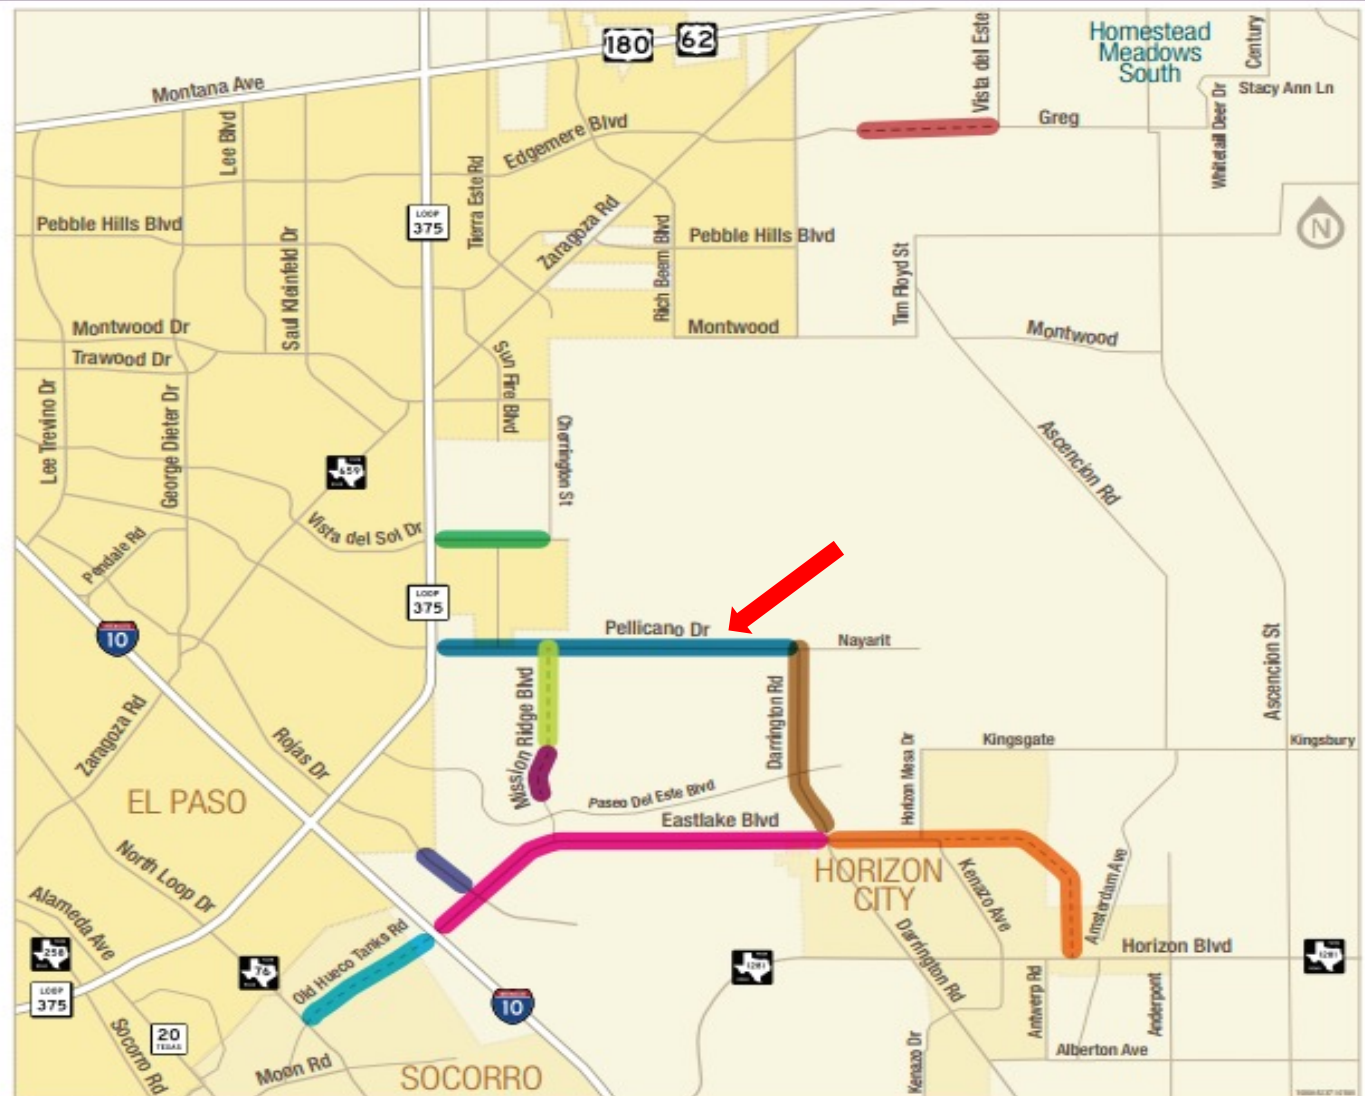 180
62
Homestead
Meadows
South
Vista del Este
Century
Montana Ave
Lee Blvd
Edgemere Blvd
Greg
Stacy Ann Ln
Whitetail Deer Dr
LOOP
375
Tierra Este Rd
Pebble Hills Blvd
Saul Kleinfeld Dr
Zaragoza Rd
Rich Beem Blvd
Pebble Hills Blvd
Tim Floyd St
N
Montwood Dr
Trawood Dr
Montwood
Montwood
Sun Fire Blvd
Lee Trevino Dr
George Dieter Dr
Charrington St
Ascencion Rd
659
Vista del Sol Dr
Pendale Rd
LOOP
375
10
Pellicano Dr
Nayarit
Ascencion St
Mission Ridge Blvd
Darrington Rd
Zaragoza Rd
Rojas Dr
Horizon Mesa Dr
Kingsgate
Kingsbury
EL PASO
Paseo Del Este Blvd
Eastlake Blvd
North Loop Dr
HORIZON
CITY
Kenazo Ave
Amsterdam Ave
Alameda Ave
Old Hueco Tanks Rd
Darrington Rd
Horizon Blvd
258
76
1281
1281
LOOP
375
10
Antwerp Rd
Anderpont
20
TEXAS
Socorro Rd
Moon Rd
SOCORRO
Kenazo Dr
Alberton Ave